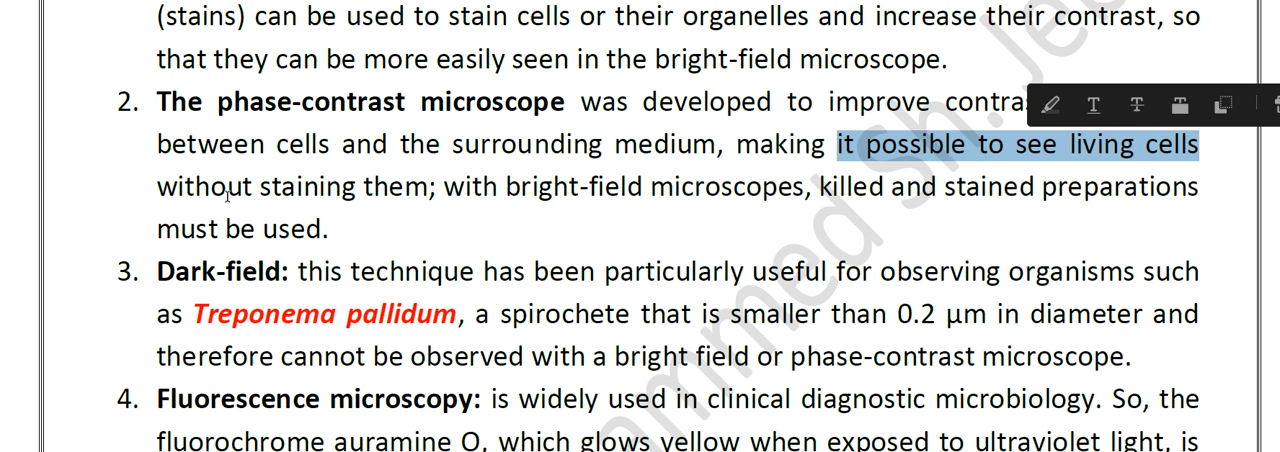 (stains) can be used to stain cells or their organelles and increase their contrast, so
that they can be more easily seen in the bright-field microscope.
2. The phase-contrast microscope was developed to improve
between cells and the surrounding medium, making it possible to see living cells
without staining them; with bright-field microscopes, killed and stained preparations
must be used.
3. Dark-field: this technique has been particularly useful for observing organisms such
as Treponema pallidum, a spirochete that is smaller than 0.2 µm in diameter and
therefore cannot be observed with a bright field or phase-contrast microscope.
4. Fluorescence microscopy: is widely used in clinical diagnostic microbiology. So, the
fluorochrome auramine O, which glows yellow when exposed to ultraviolet light, is